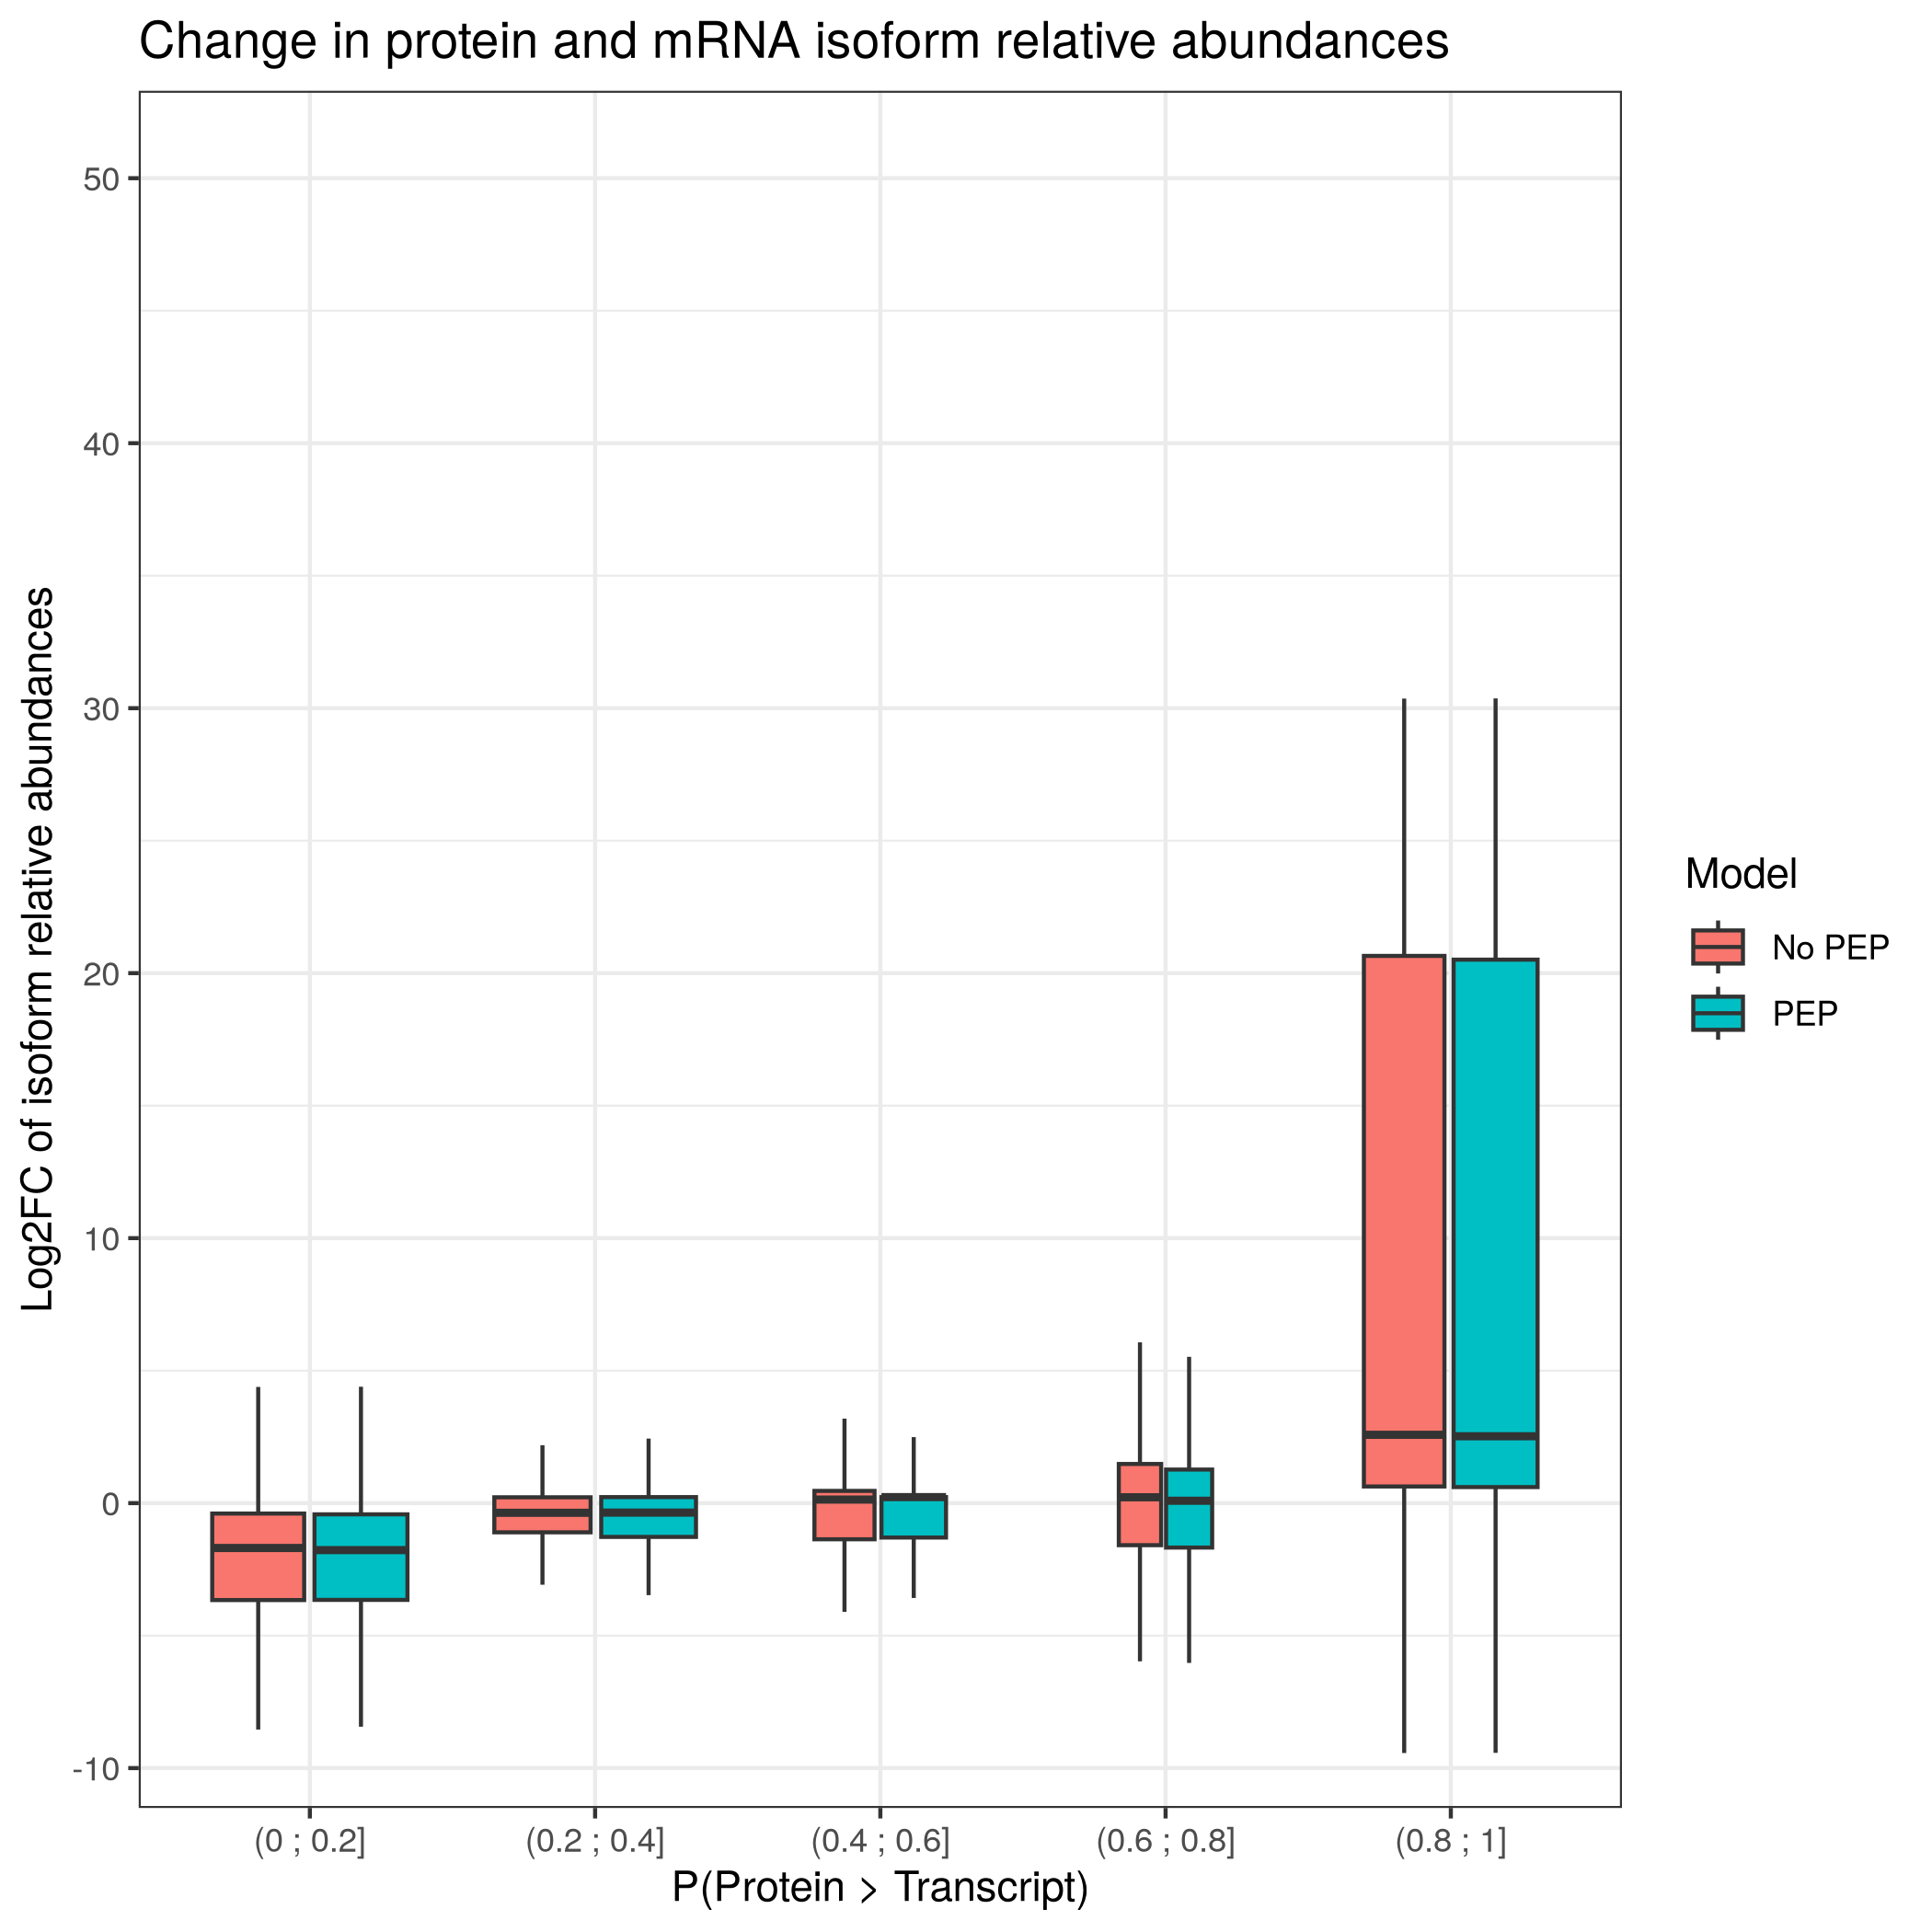 Change in protein and mRNA isoform relative abundances
Log2FC of isoform relative abundances
50
40
30
20
10
0
-10
(0 ; 0.2]
(0.2 ; 0.4]
(0.4 ; 0.6]
(0.6 ; 0.8]
(0.8 ; 1]
P(Protein > Transcript)
Model
No PEP
PEP